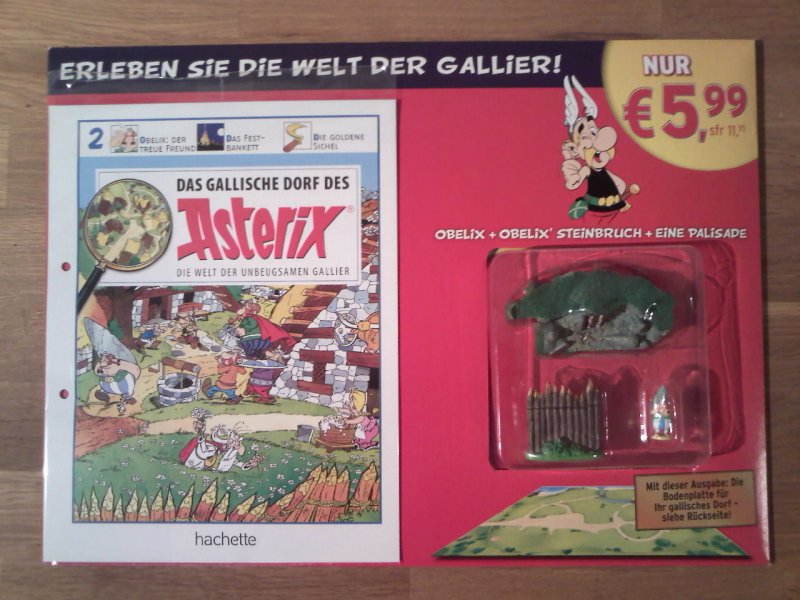 ERLEBEN SIE DIE WELT DER GALLIER!
NUR
€5,99
sfr 11,95
2
OBELIX: DER
TREUE FREUND
DAS FEST-
BANKETT
DIE GOLDENE
SICHEL
DAS GALLISCHE DORF DES
Asterix®
DIE WELT DER UNBEUGSAMEN GALLIER
hachette
OBELIX + OBELIX' STEINBRUCH + EINE PALISADE
Mit dieser Ausgabe: Die
Bodenplatte für
Ihr gallisches Dorf -
siehe Rückseite!